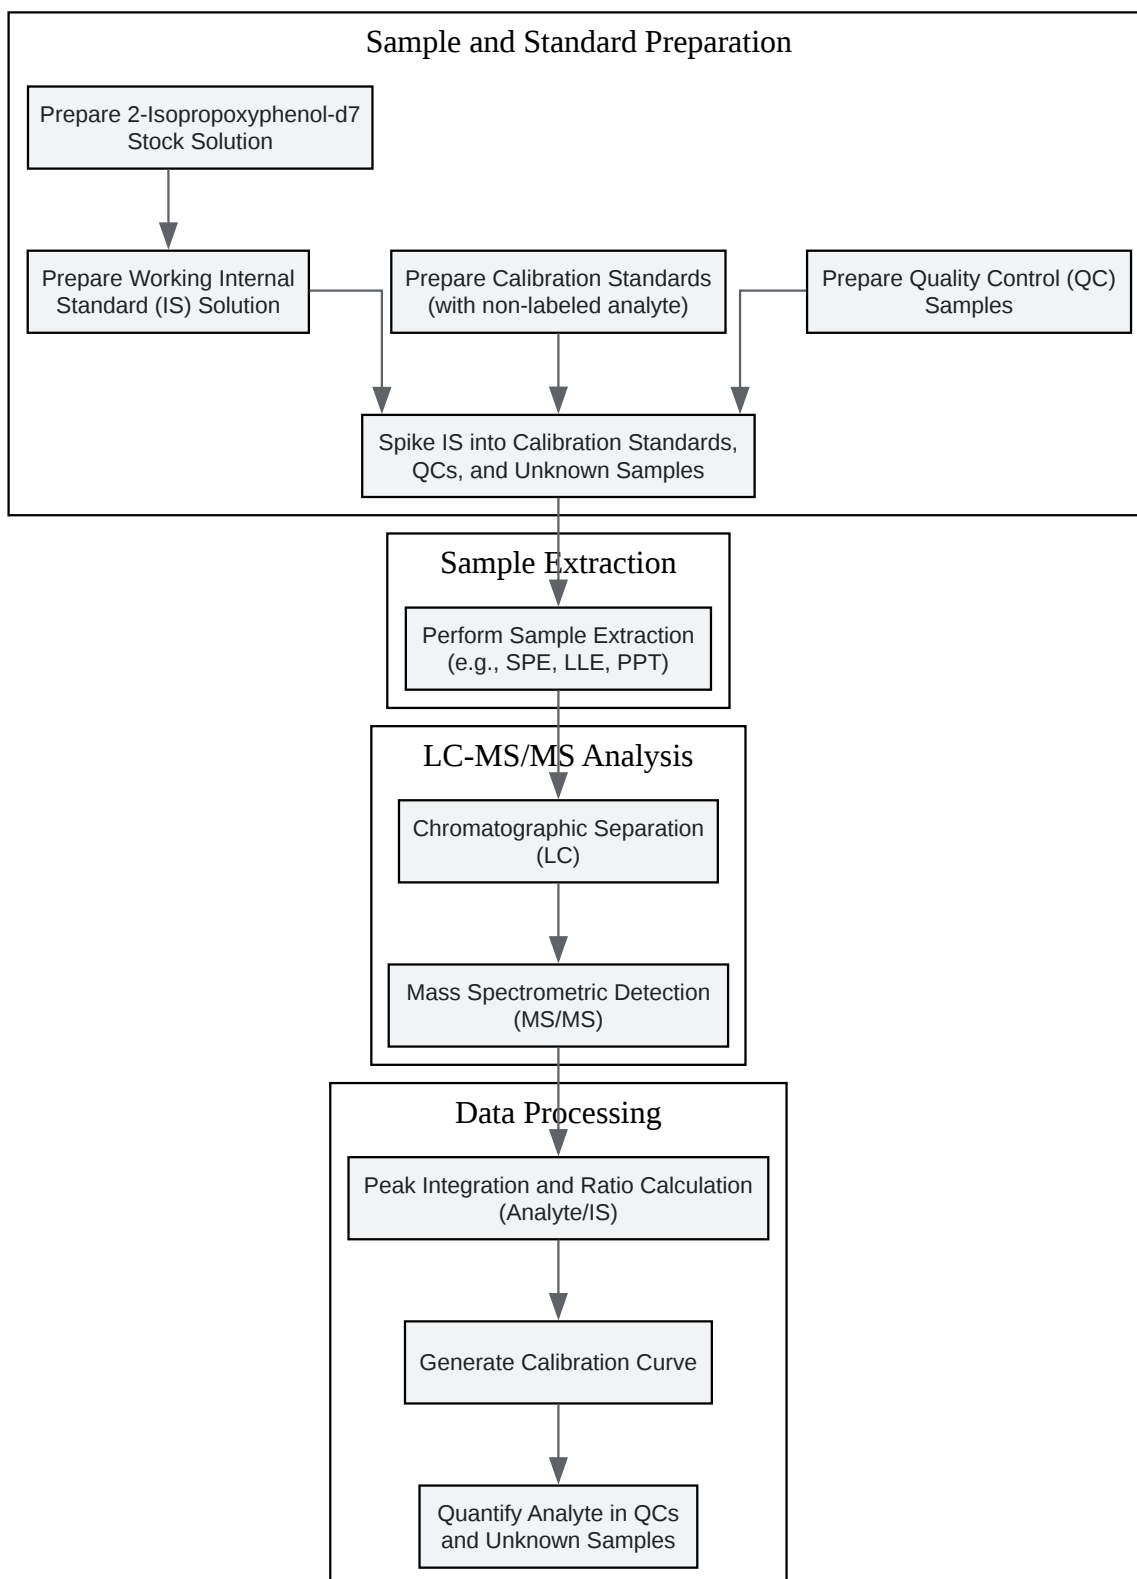 Sample and Standard Preparation
Prepare 2-Isopropoxyphenol-d7
Stock Solution
Prepare Working Internal
Standard (IS) Solution
Prepare Calibration Standards
(with non-labeled analyte)
Prepare Quality Control (QC)
Samples
Spike IS into Calibration Standards,
QCs, and Unknown Samples
Sample Extraction
Perform Sample Extraction
(e.g., SPE, LLE, PPT)
LC-MS/MS Analysis
Chromatographic Separation
(LC)
Mass Spectrometric Detection
(MS/MS)
Data Processing
Peak Integration and Ratio Calculation
(Analyte/IS)
Generate Calibration Curve
Quantify Analyte in QCs
and Unknown Samples